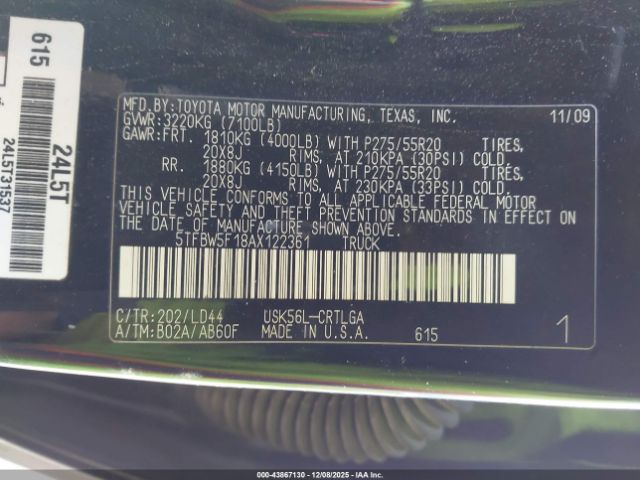 615
24L5T
24L5T31537
MFD.BY:TOYOTA MOTOR MANUFACTURING, TEXAS, INC. 11/09
GVWR:3220KG (7100LB)
GAWR:FRT. 1810KG (4000LB) WITH P275/55R20 TIRES,
20X8J RIMS, AT 210KPA (30PSI) COLD.
RR. 1880KG (4150LB) WITH P275/55R20 TIRES,
20X8J RIMS, AT 230KPA (33PSI) COLD.
THIS VEHICLE CONFORMS TO ALL APPLICABLE FEDERAL MOTOR
VEHICLE SAFETY AND THEFT PREVENTION STANDARDS IN EFFECT ON
THE DATE OF MANUFACTURE SHOWN ABOVE.
5TFBW5F18AX122361 TRUCK
C/TR:202/LD44 USK56L-CRTLGA
A/TM:B02A/AB60F MADE IN U.S.A. 615 1
000-43867130 - 12/08/2025 - IAAI.COM